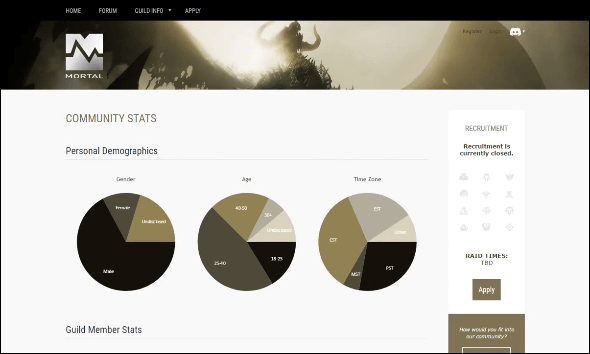 HOME FORUM GUILD INFO APPLY
Register
MORTAL
COMMUNITY STATS
Personal Demographics
Gender Age Time Zone
Female
Undisclosed
Male
40-50
50+
Undisclosed
25-40
18-25
EST
Other
CST
MST
PST
Guild Member Stats
RECRUITMENT
Recruitment is
currently closed.
RAID TIMES:
TBD
Apply
How would you fit into
our community?